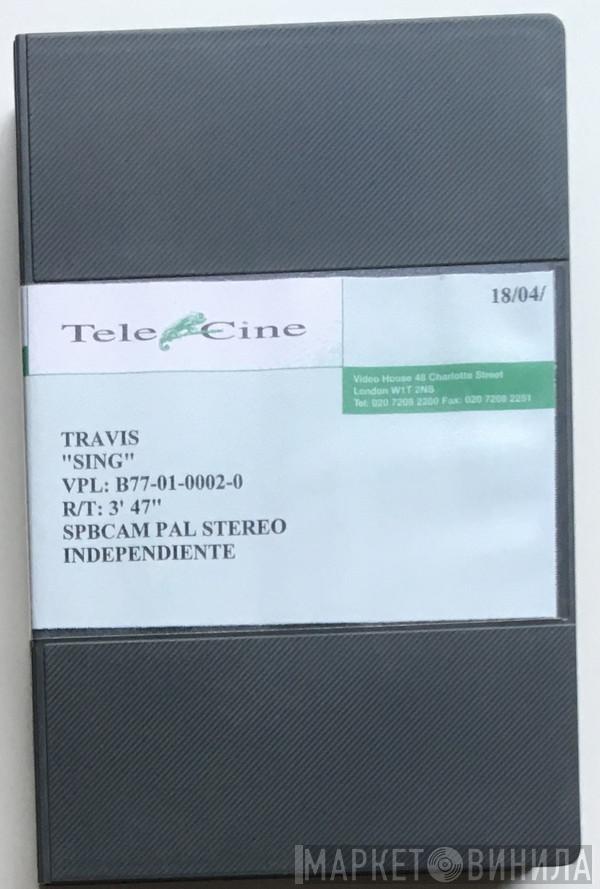 Tele Cine
18/04/
Video House 48 Charlotte Street
London W1T 2NS
Tel: 020 7208 2200 Fax: 020 7208 2251
TRAVIS
"SING"
VPL: B77-01-0002-0
R/T: 3' 47"
SPBCAM PAL STEREO
INDEPENDIENTE
МАРКЕТ ВИНИЛА